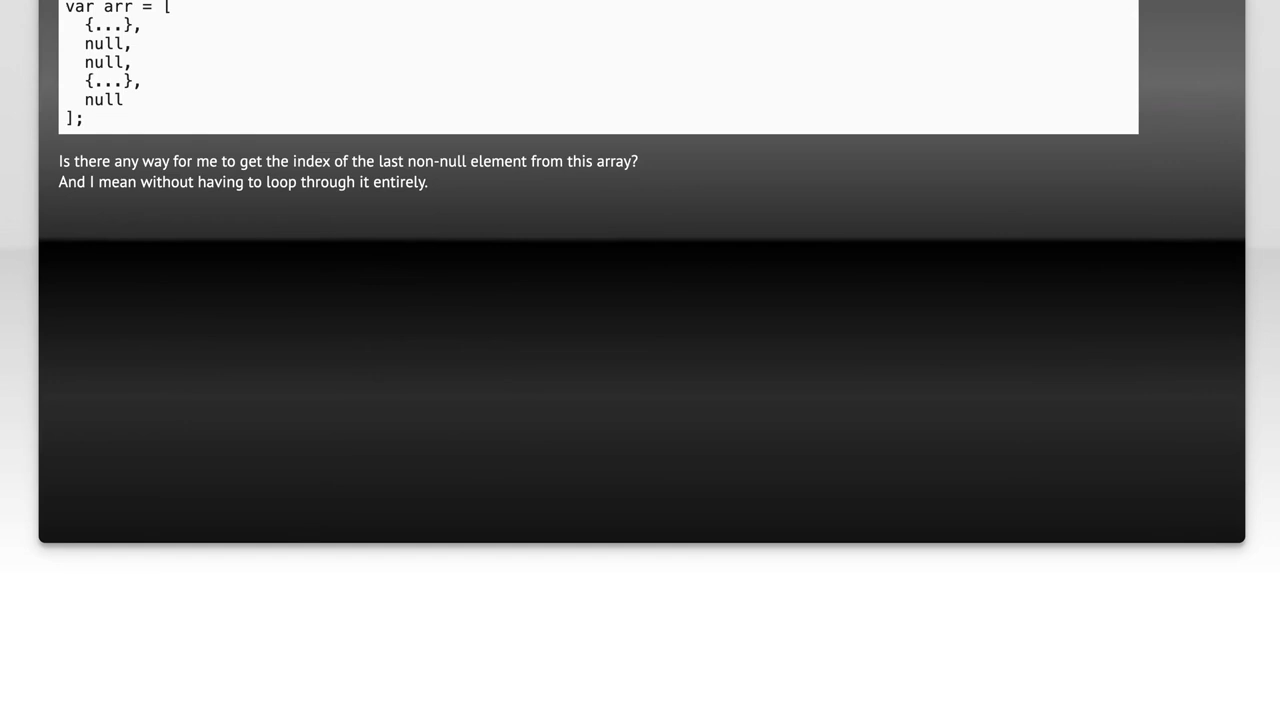 var arr = [
  {...},
  null,
  null,
  {...},
  null
];
Is there any way for me to get the index of the last non-null element from this array?
And I mean without having to loop through it entirely.